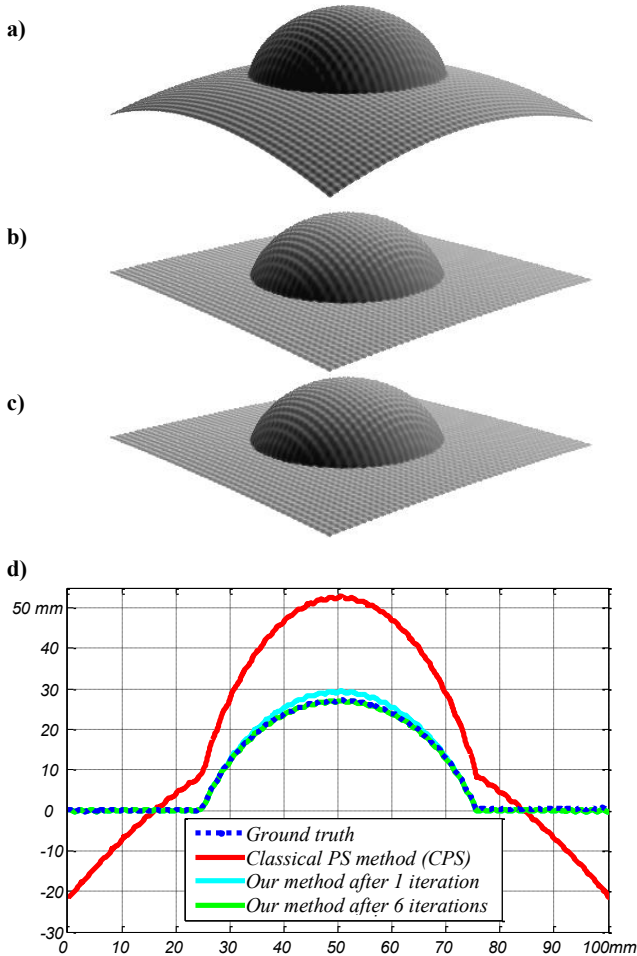 a)
b)
c)
d)
50 mm
40
30
20
10
0
-10
-20
-30
Ground truth
Classical PS method (CPS)
Our method after 1 iteration
Our method after 6 iterations
0 10 20 30 40 50 60 70 80 90 100mm